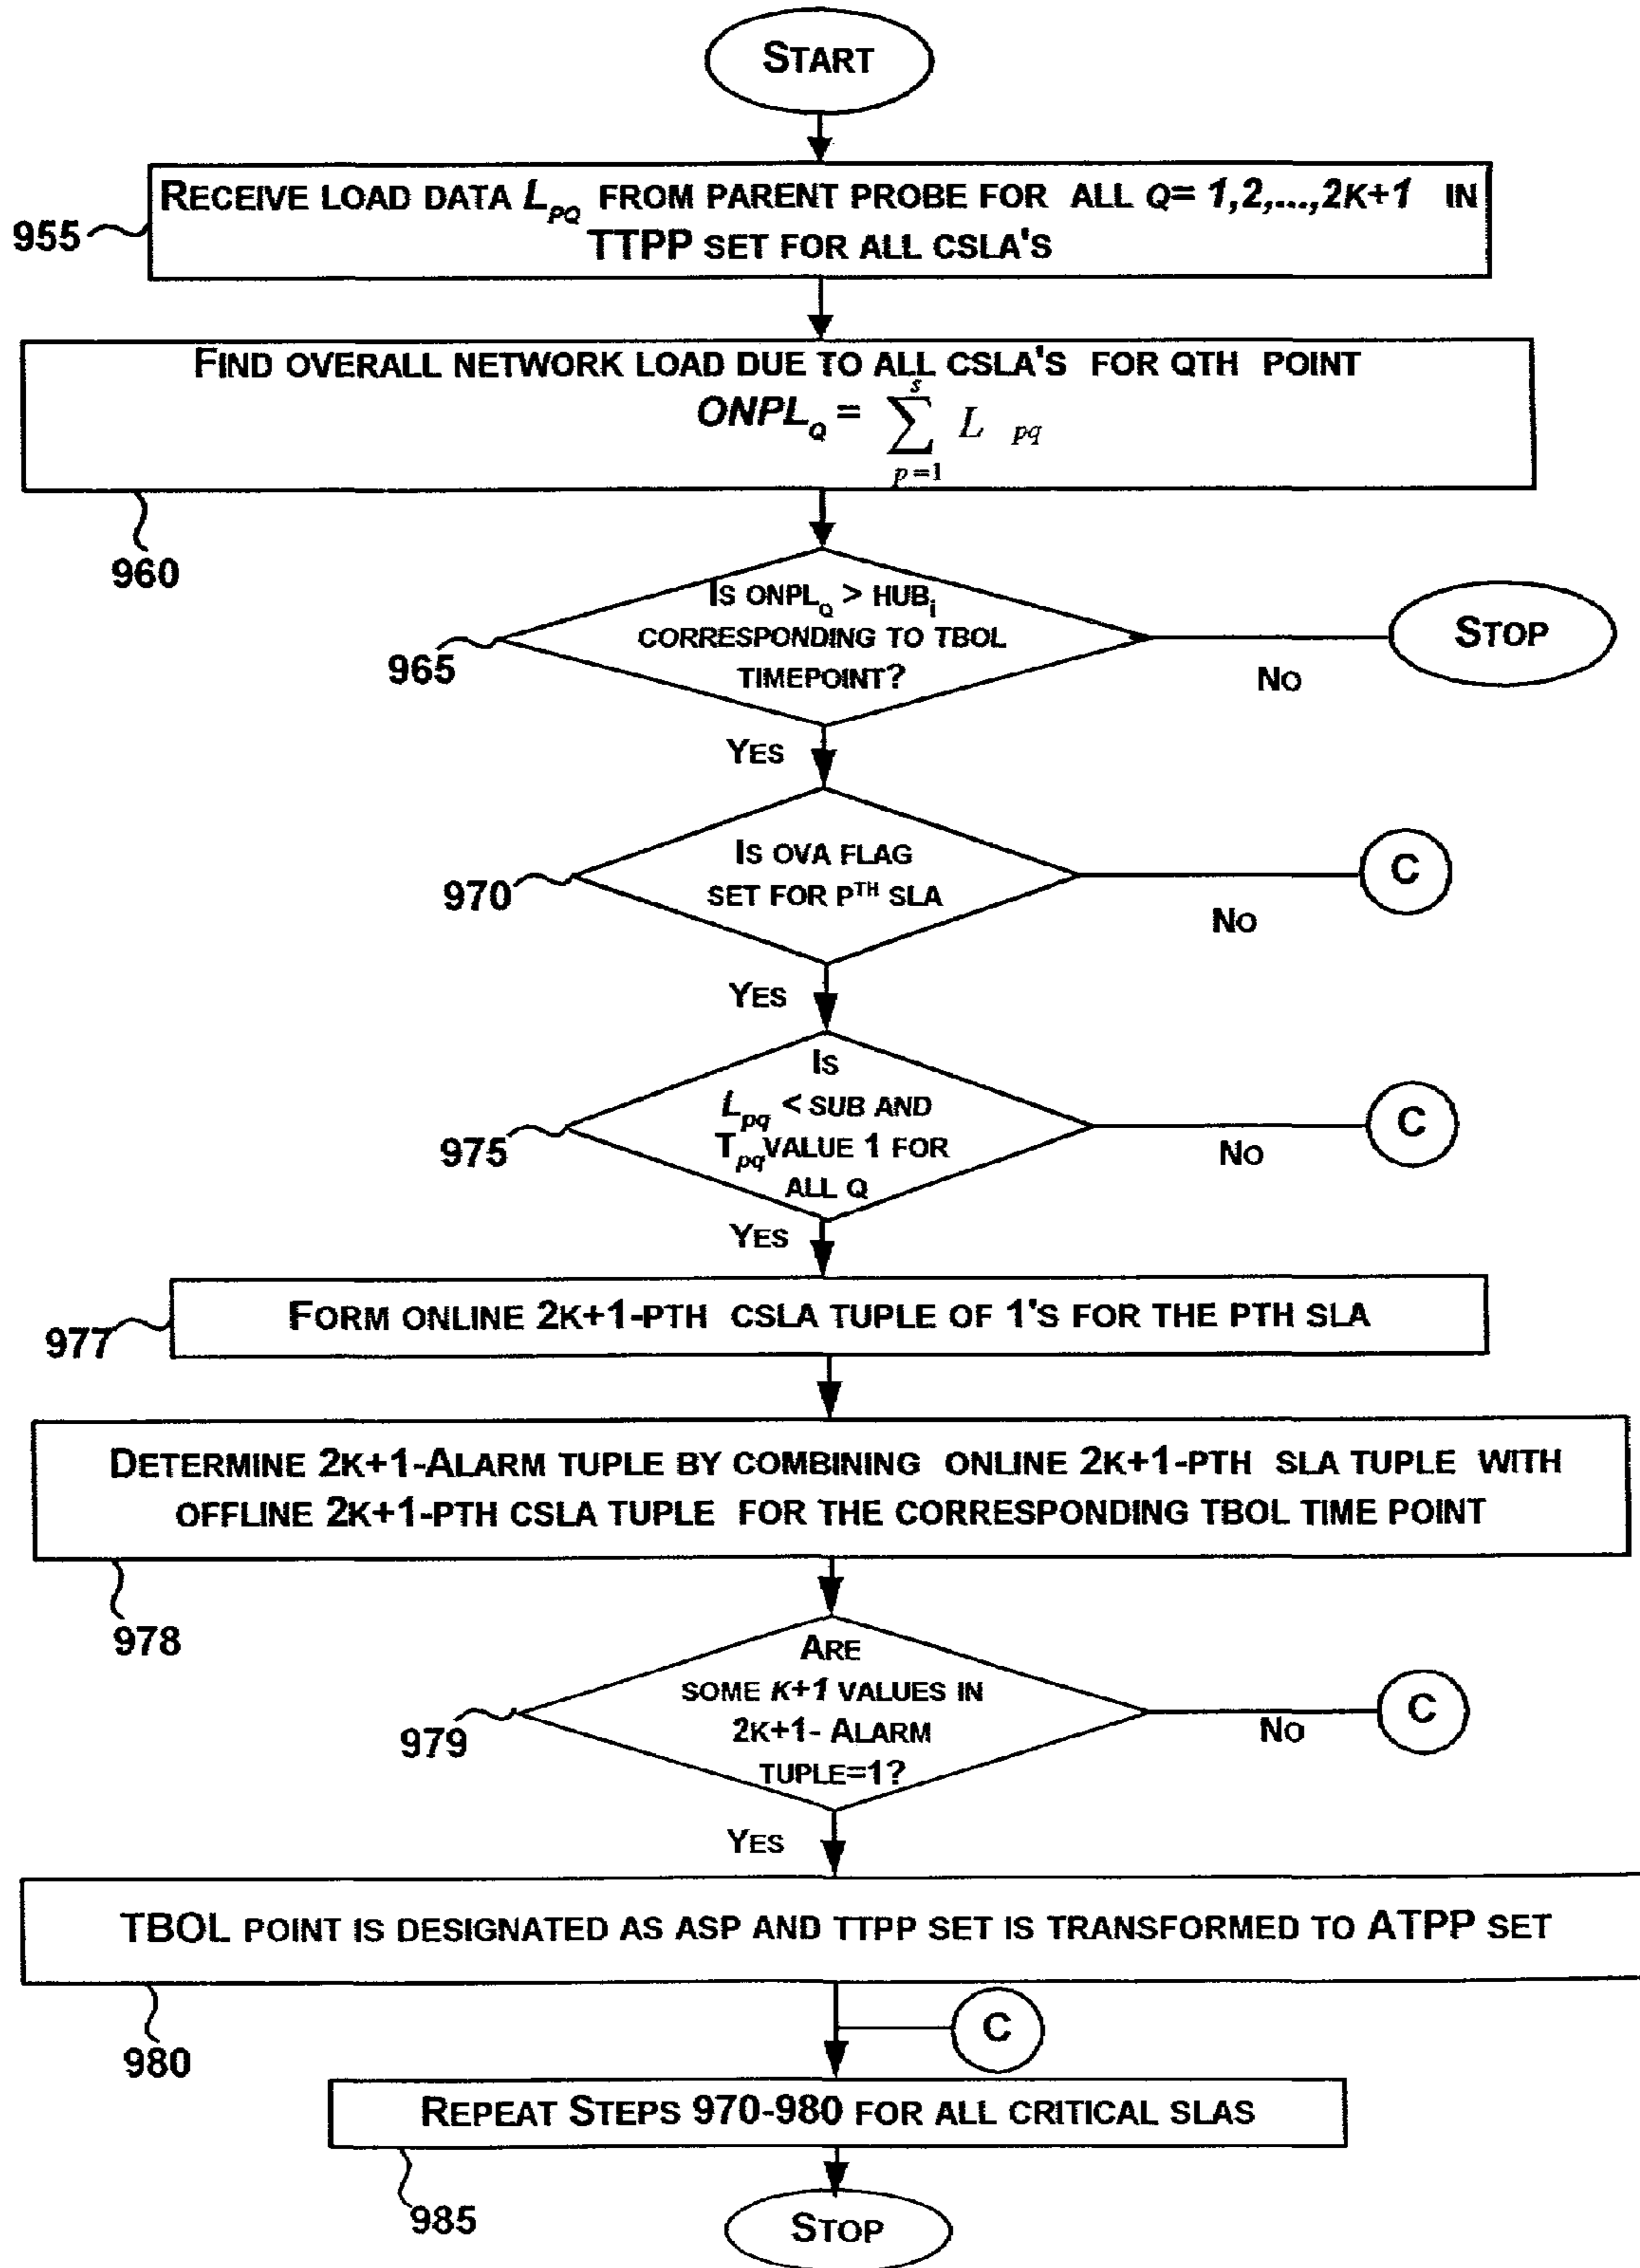 START
RECEIVE LOAD DATA L_PQ FROM PARENT PROBE FOR ALL Q= 1,2,...,2K+1 IN
TTPP SET FOR ALL CSLA'S
955
FIND OVERALL NETWORK LOAD DUE TO ALL CSLA'S FOR QTH POINT
ONPL_Q = ∑_{p=1}^{s} L_pq
960
IS ONPL_Q > HUB_i
CORRESPONDING TO TBOL
TIMEPOINT?
965
NO
STOP
YES
IS OVA FLAG
SET FOR P^TH SLA
970
NO
C
YES
IS
L_pq < SUB AND
T_pq VALUE 1 FOR
ALL Q
975
NO
C
YES
FORM ONLINE 2K+1-PTH CSLA TUPLE OF 1'S FOR THE PTH SLA
977
DETERMINE 2K+1-ALARM TUPLE BY COMBINING ONLINE 2K+1-PTH SLA TUPLE WITH
OFFLINE 2K+1-PTH CSLA TUPLE FOR THE CORRESPONDING TBOL TIME POINT
978
ARE
SOME K+1 VALUES IN
2K+1- ALARM
TUPLE=1?
979
NO
C
YES
TBOL POINT IS DESIGNATED AS ASP AND TTPP SET IS TRANSFORMED TO ATPP SET
980
C
REPEAT STEPS 970-980 FOR ALL CRITICAL SLAS
985
STOP